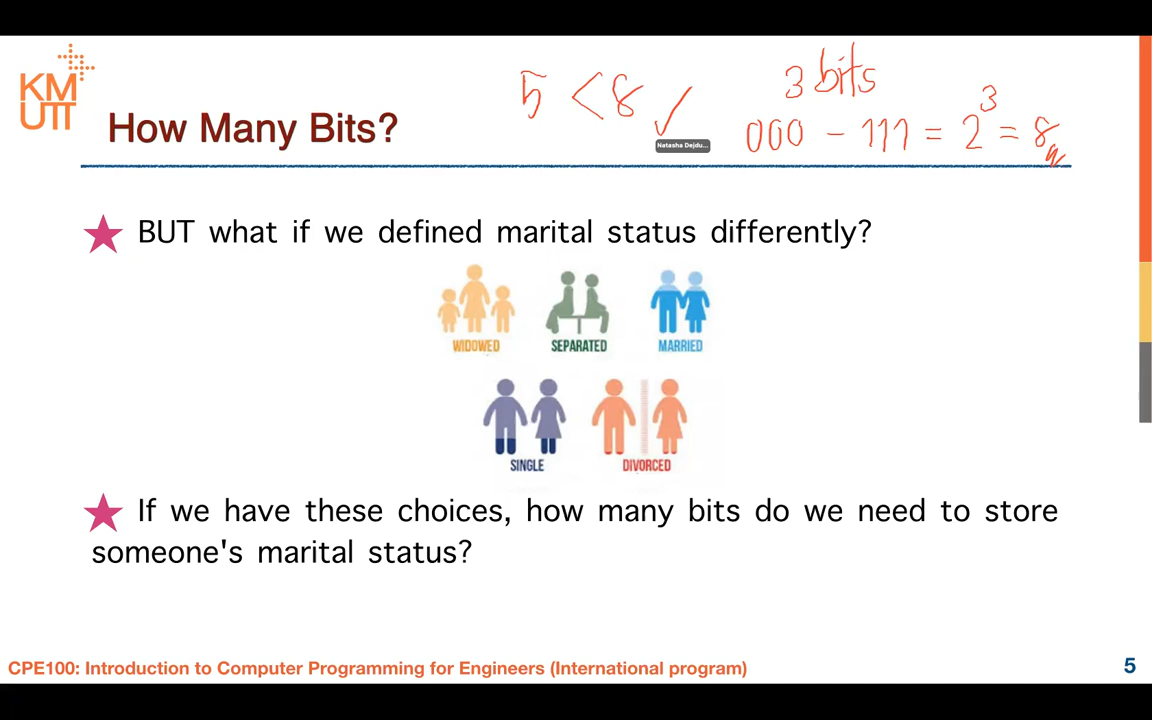 KM
UTT
How Many Bits?
5 < 8 ✓
3 bits
000 - 111 = 2³ = 8
Natasha Dejdu...
BUT what if we defined marital status differently?
WIDOWED SEPARATED MARRIED
SINGLE DIVORCED
If we have these choices, how many bits do we need to store
someone's marital status?
CPE100: Introduction to Computer Programming for Engineers (International program) 5